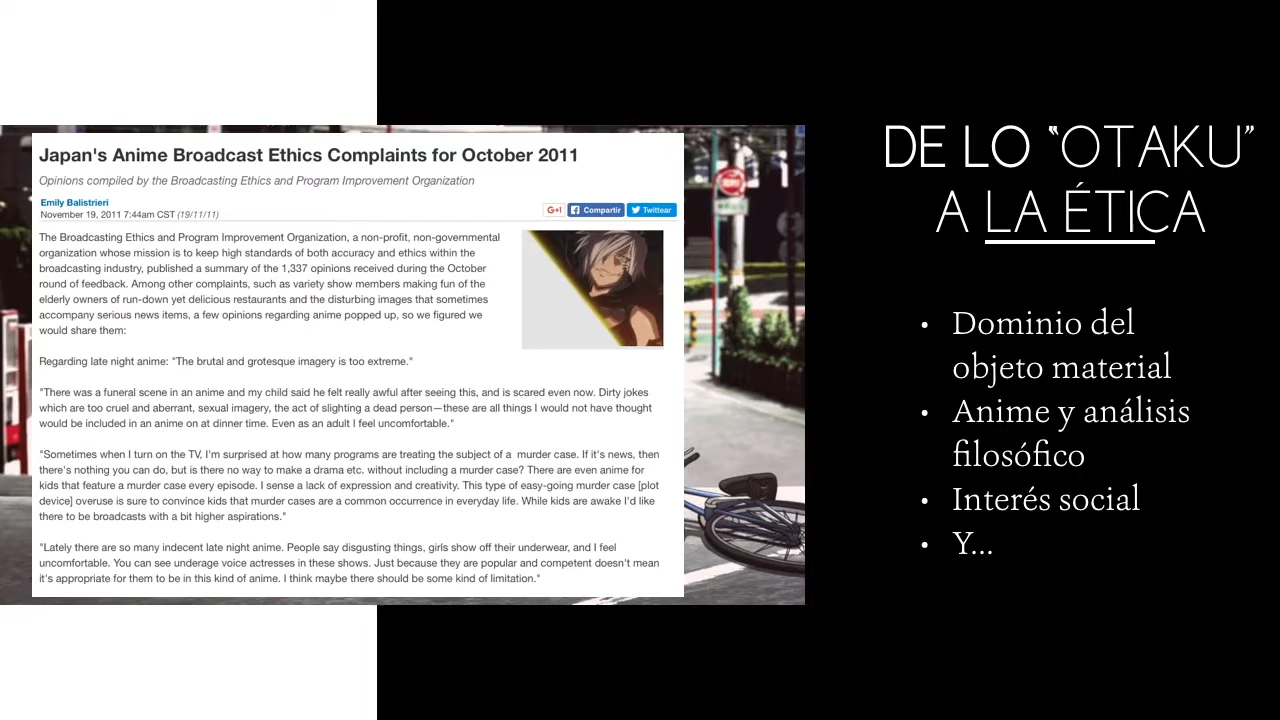 Japan's Anime Broadcast Ethics Complaints for October 2011
Opinions compiled by the Broadcasting Ethics and Program Improvement Organization
Emily Balistrieri
November 19, 2011 7:44am CST (19/11/11)
G+1 Compartir Twittear
The Broadcasting Ethics and Program Improvement Organization, a non-profit, non-governmental
organization whose mission is to keep high standards of both accuracy and ethics within the
broadcasting industry, published a summary of the 1,337 opinions received during the October
round of feedback. Among other complaints, such as variety show members making fun of the
elderly owners of run-down yet delicious restaurants and the disturbing images that sometimes
accompany serious news items, a few opinions regarding anime popped up, so we figured we
would share them:
Regarding late night anime: "The brutal and grotesque imagery is too extreme."
"There was a funeral scene in an anime and my child said he felt really awful after seeing this, and is scared even now. Dirty jokes
which are too cruel and aberrant, sexual imagery, the act of slighting a dead person—these are all things I would not have thought
would be included in an anime on at dinner time. Even as an adult I feel uncomfortable."
"Sometimes when I turn on the TV, I'm surprised at how many programs are treating the subject of a murder case. If it's news, then
there's nothing you can do, but is there no way to make a drama etc. without including a murder case? There are even anime for
kids that feature a murder case every episode. I sense a lack of expression and creativity. This type of easy-going murder case [plot
device] overuse is sure to convince kids that murder cases are a common occurrence in everyday life. While kids are awake I'd like
there to be broadcasts with a bit higher aspirations."
"Lately there are so many indecent late night anime. People say disgusting things, girls show off their underwear, and I feel
uncomfortable. You can see underage voice actresses in these shows. Just because they are popular and competent doesn't mean
it's appropriate for them to be in this kind of anime. I think maybe there should be some kind of limitation."
DE LO “OTAKU”
A LA ÉTICA
• Dominio del
objeto material
• Anime y análisis
filosófico
• Interés social
• Y...